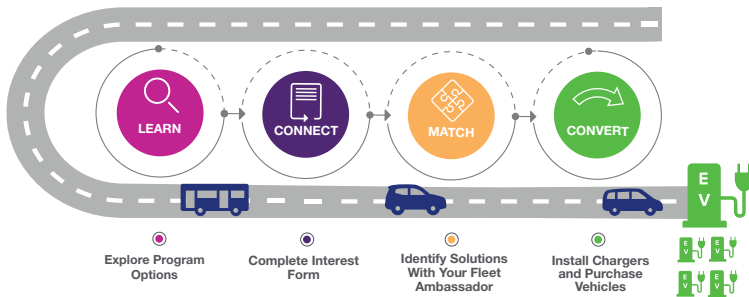 LEARN
CONNECT
MATCH
CONVERT
E
V
Explore Program
Options
Complete Interest
Form
Identify Solutions
With Your Fleet
Ambassador
Install Chargers
and Purchase
Vehicles
E
V
E
V
E
V
E
V